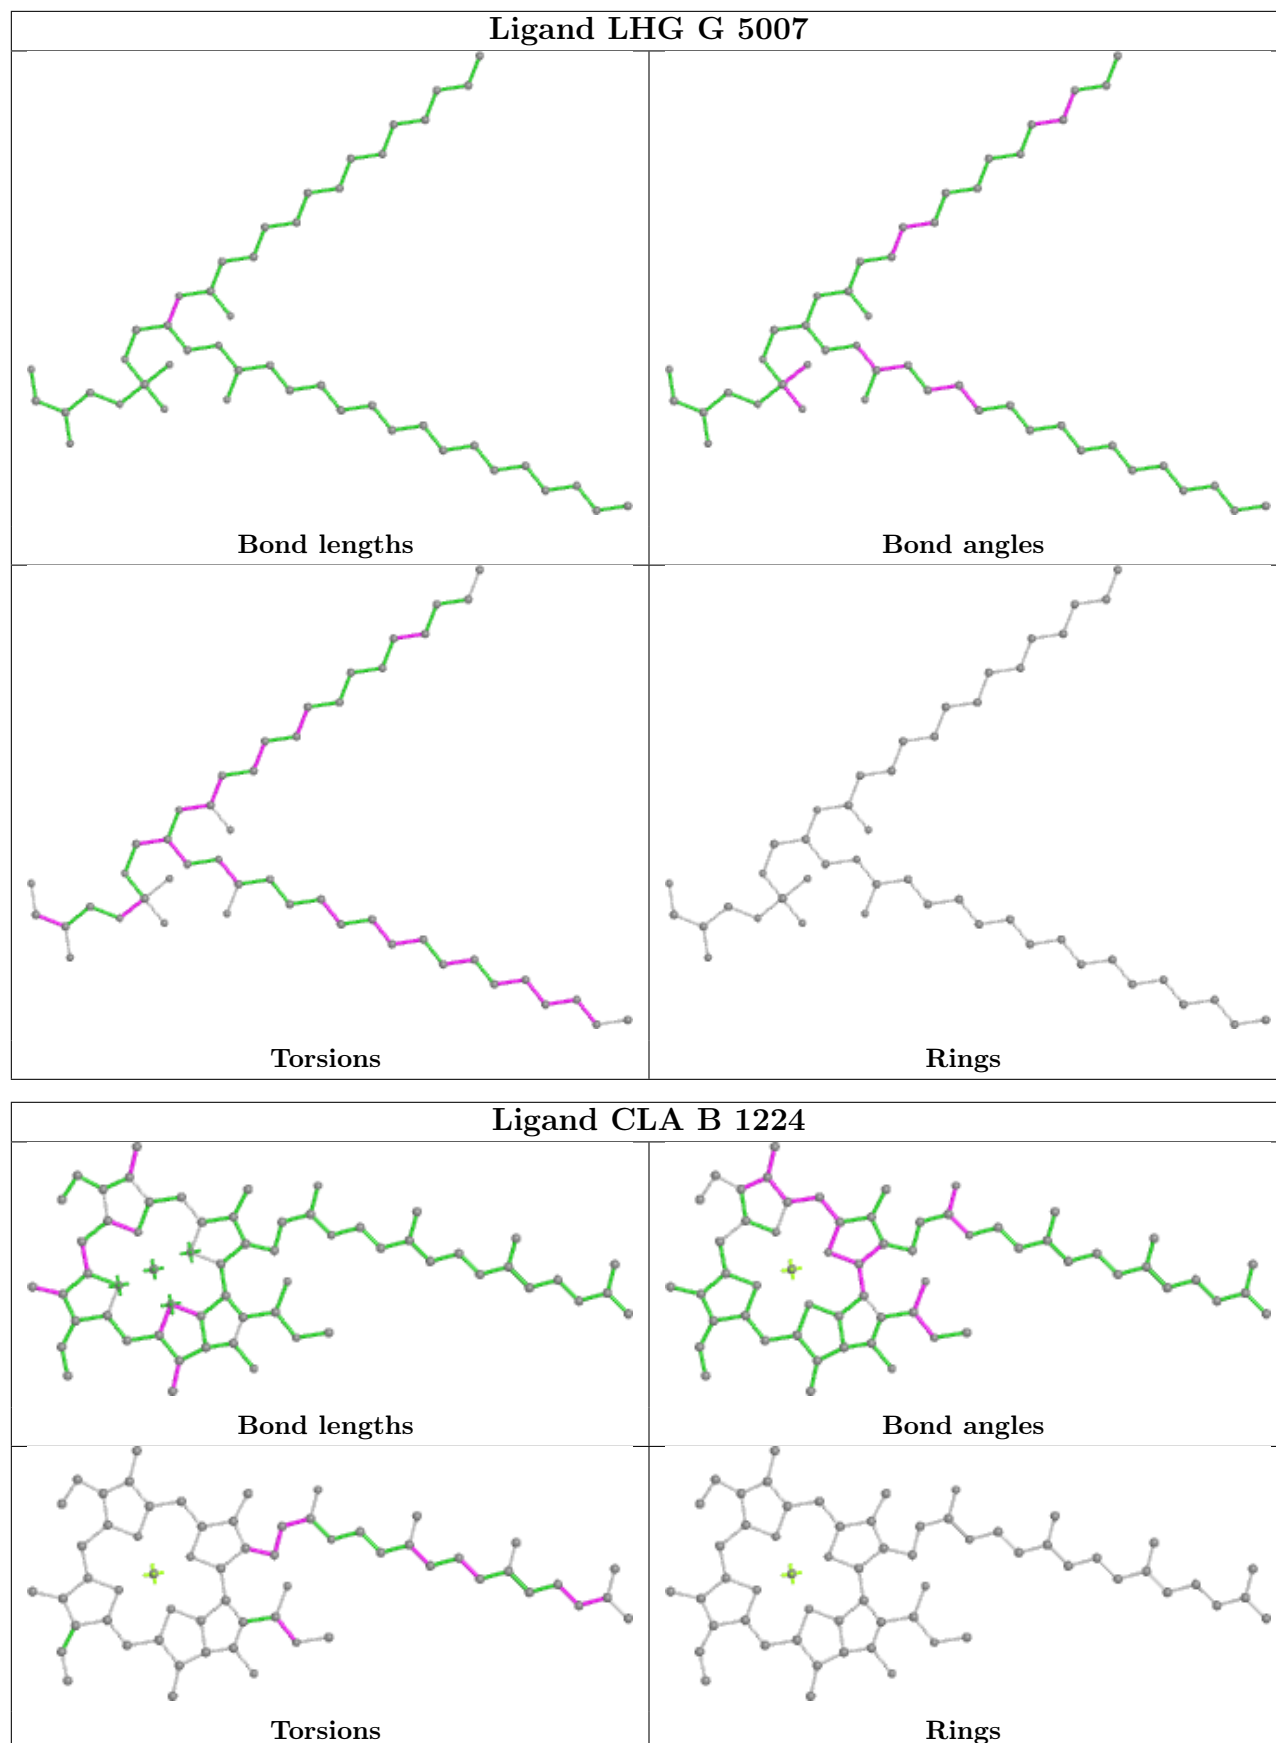 Ligand LHG G 5007
Bond lengths
Bond angles
Torsions
Rings
Ligand CLA B 1224
Bond lengths
Bond angles
Torsions
Rings